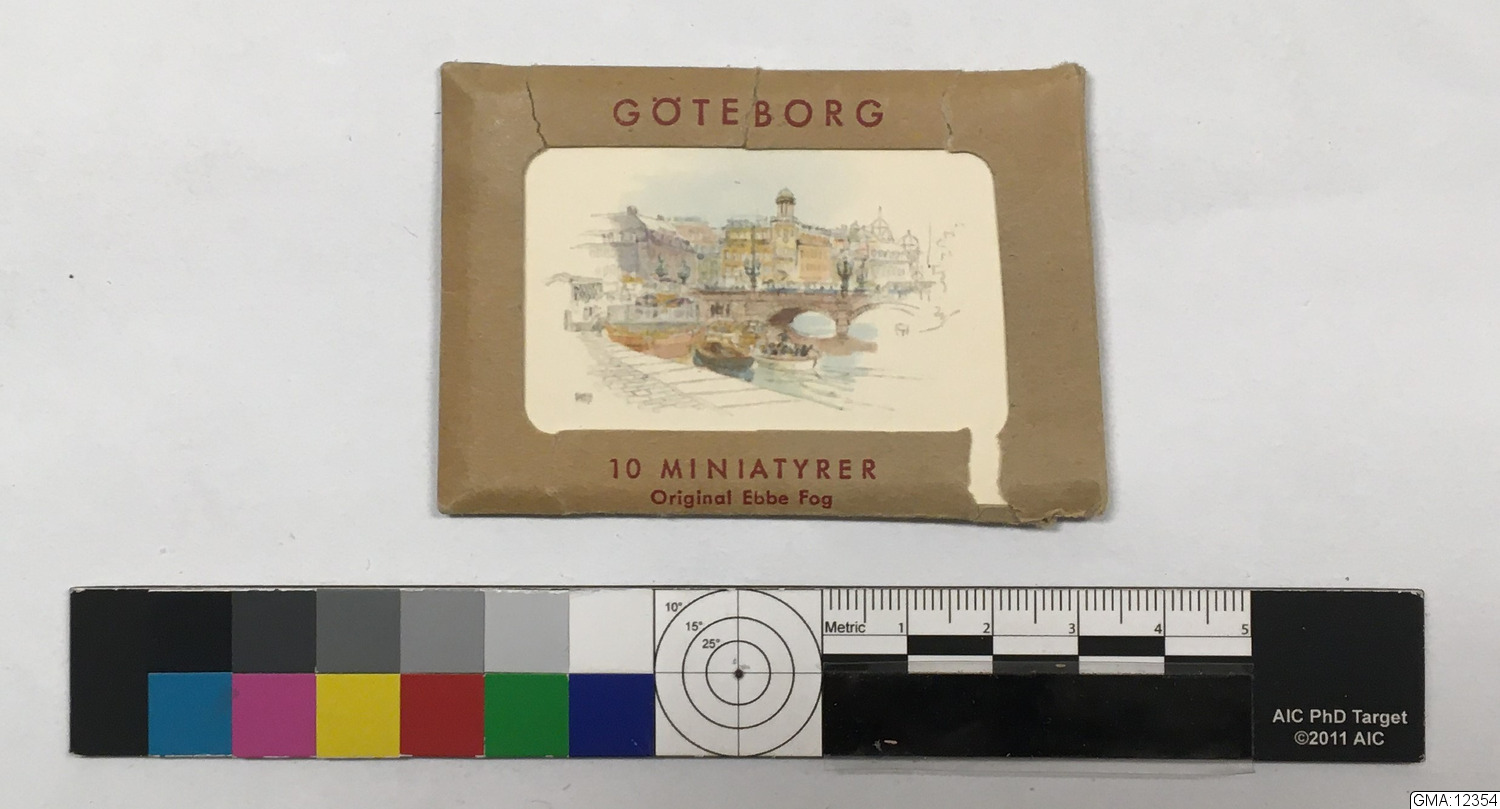 GÖTEBORG
10 MINIATYRER
Original Ebbe Fog
10°
15°
25°
Metric 1 2 3 4 5
AIC PhD Target
©2011 AIC
GMA:12354